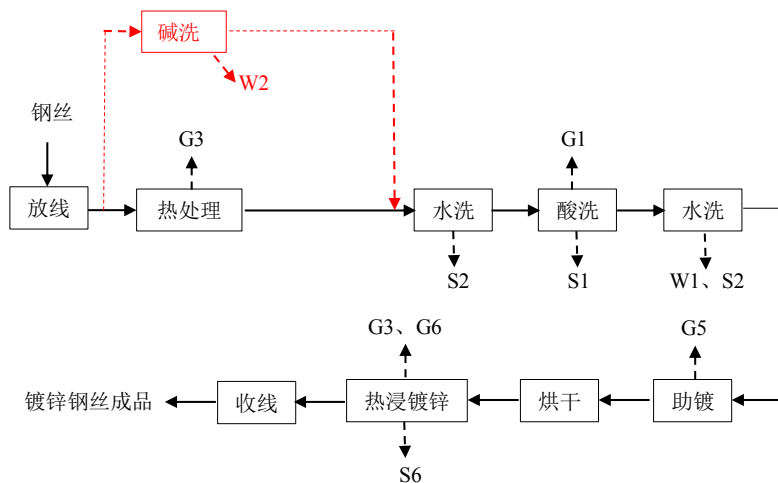 碱洗
W2
钢丝
G3
G1
放线
热处理
水洗
酸洗
水洗
S2
S1
W1、S2
G3、G6
G5
镀锌钢丝成品
收线
热浸镀锌
烘干
助镀
S6